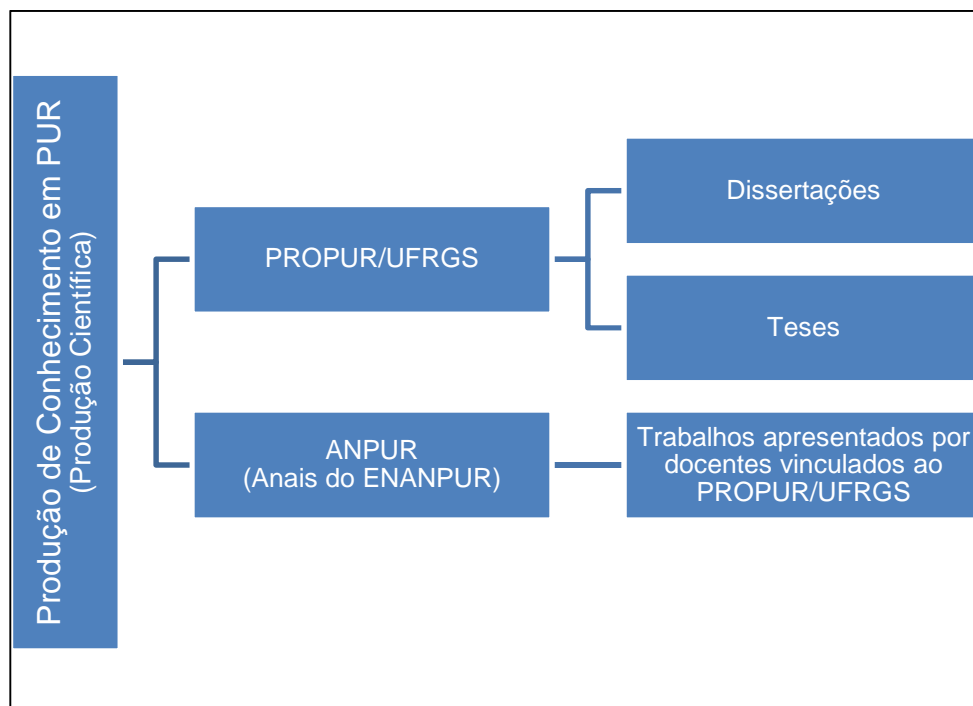 Produção de Conhecimento em PUR
(Produção Científica)
PROPUR/UFRGS
Dissertações
Teses
ANPUR
(Anais do ENANPUR)
Trabalhos apresentados por
docentes vinculados ao
PROPUR/UFRGS